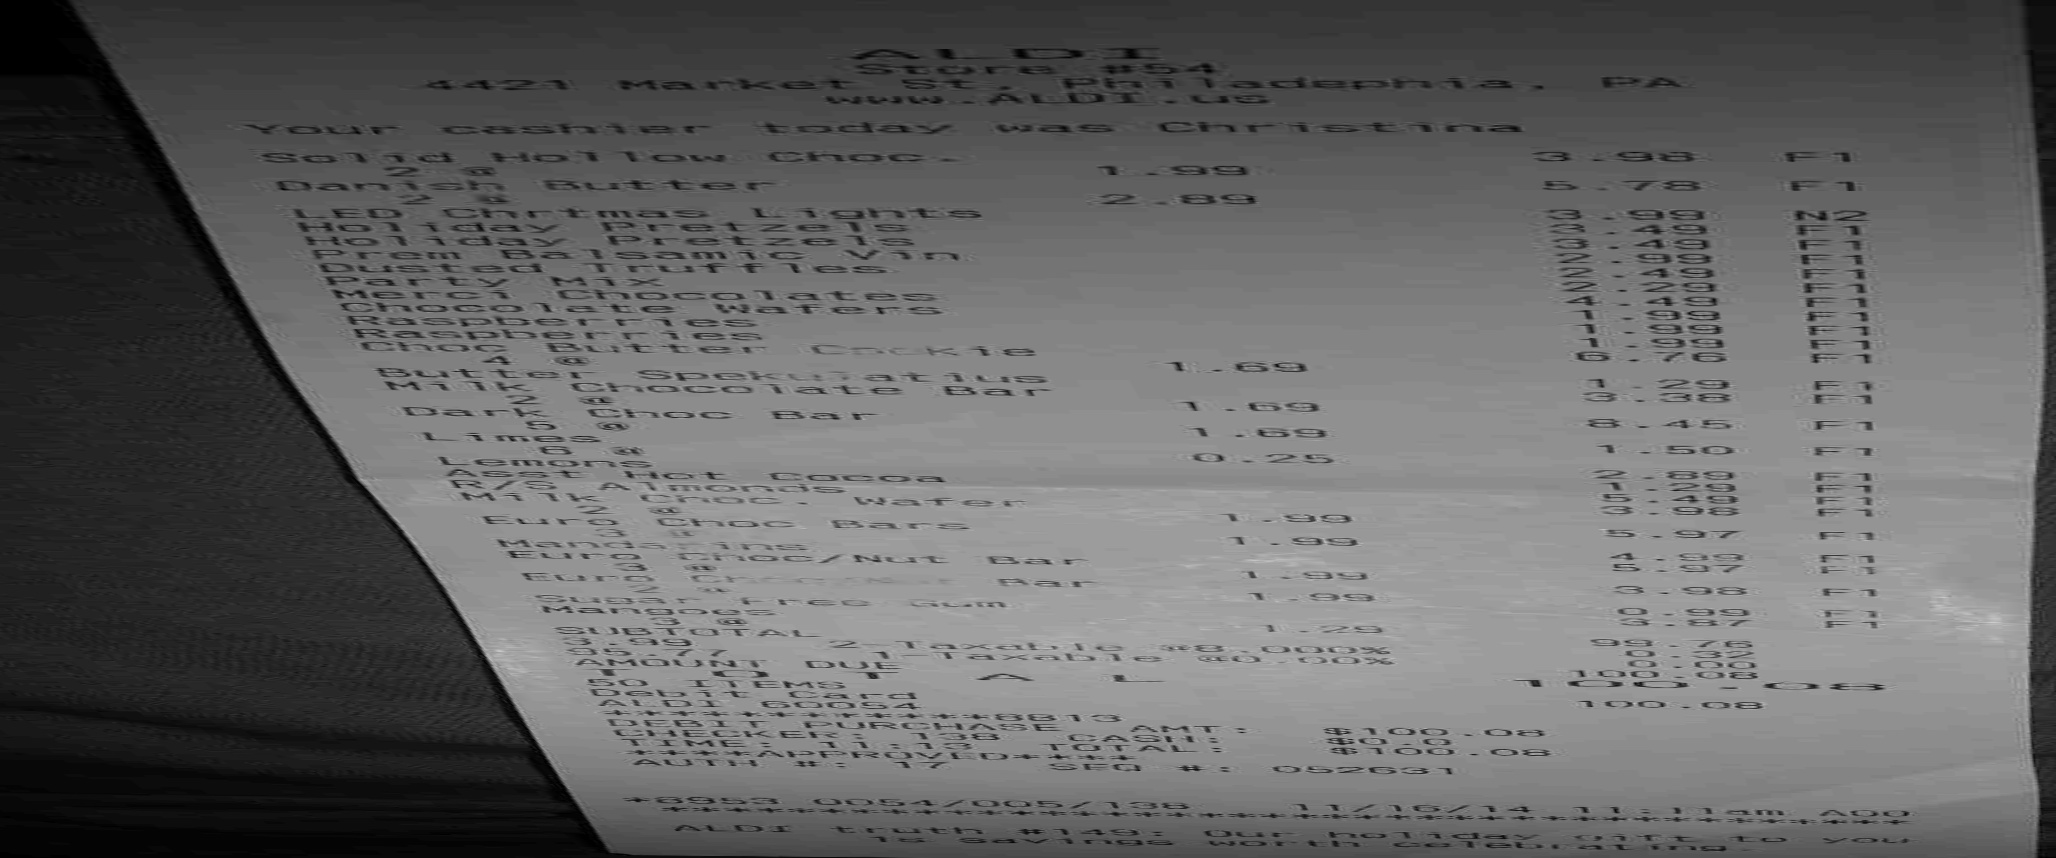 ALDI
Store #54
4421 Market St, Philadephia, PA
www.ALDI.us
Your cashier today was Christina
Solid Hollow Choc. 3.98 F1
2 @ 1.99
Danish Butter 5.78 F1
2 @ 2.89
LED Chrtmas Lights 3.99 N2
Holiday Pretzels 3.49 F1
Holiday Pretzels 3.49 F1
Prem Balsamic Vin 2.99 F1
Dusted Truffles 2.49 F1
Party Mix 2.29 F1
Merci Chocolates 4.49 F1
Chocolate Wafers 1.99 F1
Raspberries
Raspberries 1.99 F1
Choc Butter Cookie 6.76 F1
4 @ 1.69
Butter Spekulatius 1.29 F1
Milk Chocolate Bar 3.38 F1
2 @ 1.69
Dark Choc Bar 8.45 F1
5 @ 1.69
Limes 1.50 F1
6 @ 0.25
Lemons 2.89 F1
Asst Hot Cocoa 1.29 F1
R/S Almonds 5.49 F1
Milk Choc. Wafer 3.98 F1
2 @ 1.99
Euro Choc Bars 5.97 F1
3 @ 1.99
Mandarins 4.99 F1
Euro Choc/Nut Bar 5.97 F1
3 @ 1.99
Euro Bar 3.98 F1
2 @ 1.99
Sugar Free Gum 0.99 F1
Mangoes 3.87 F1
3 @ 1.29
SUBTOTAL 99.76
3.99 2-Taxable @8.000% 0.32
95.77 1-Taxable @0.00% 0.00
AMOUNT DUE 100.08
T O T A L 100.08
50 ITEMS
Debit Card 100.08
ALDI 60054
************8813
DEBIT PURCHASE AMT: $100.08
CHECKER: 138 CASH: $0.0
TIME: 11:13 TOTAL: $100.08
****APPROVED****
AUTH #: 17 SEQ #: 052631
*8953 0054/005/138 11/16/14 11:11am A00
****************************************
ALDI truth #149: Our holiday gift to you
is savings worth celebrating.